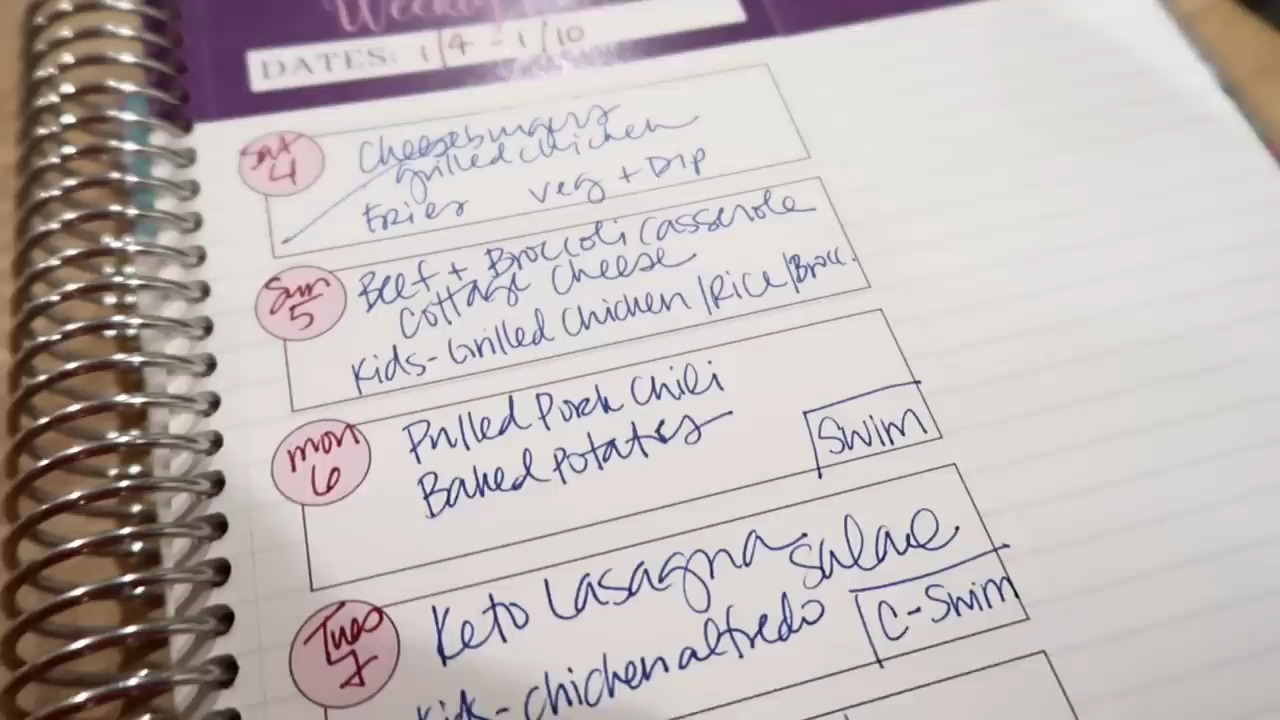 Weekly
DATES: 1/4 - 1/10
Sat 4
Cheeseburgers
grilled chicken
Fries veg + Dip
Sun 5
Beef + Broccoli Casserole
Cottage Cheese
Kids - Grilled Chicken / Rice / Brocc.
Mon 6
Pulled Pork Chili
Baked Potatoes
Swim
Tues 7
Keto Lasagna salad
C-Swim
Kids - chicken alfredo